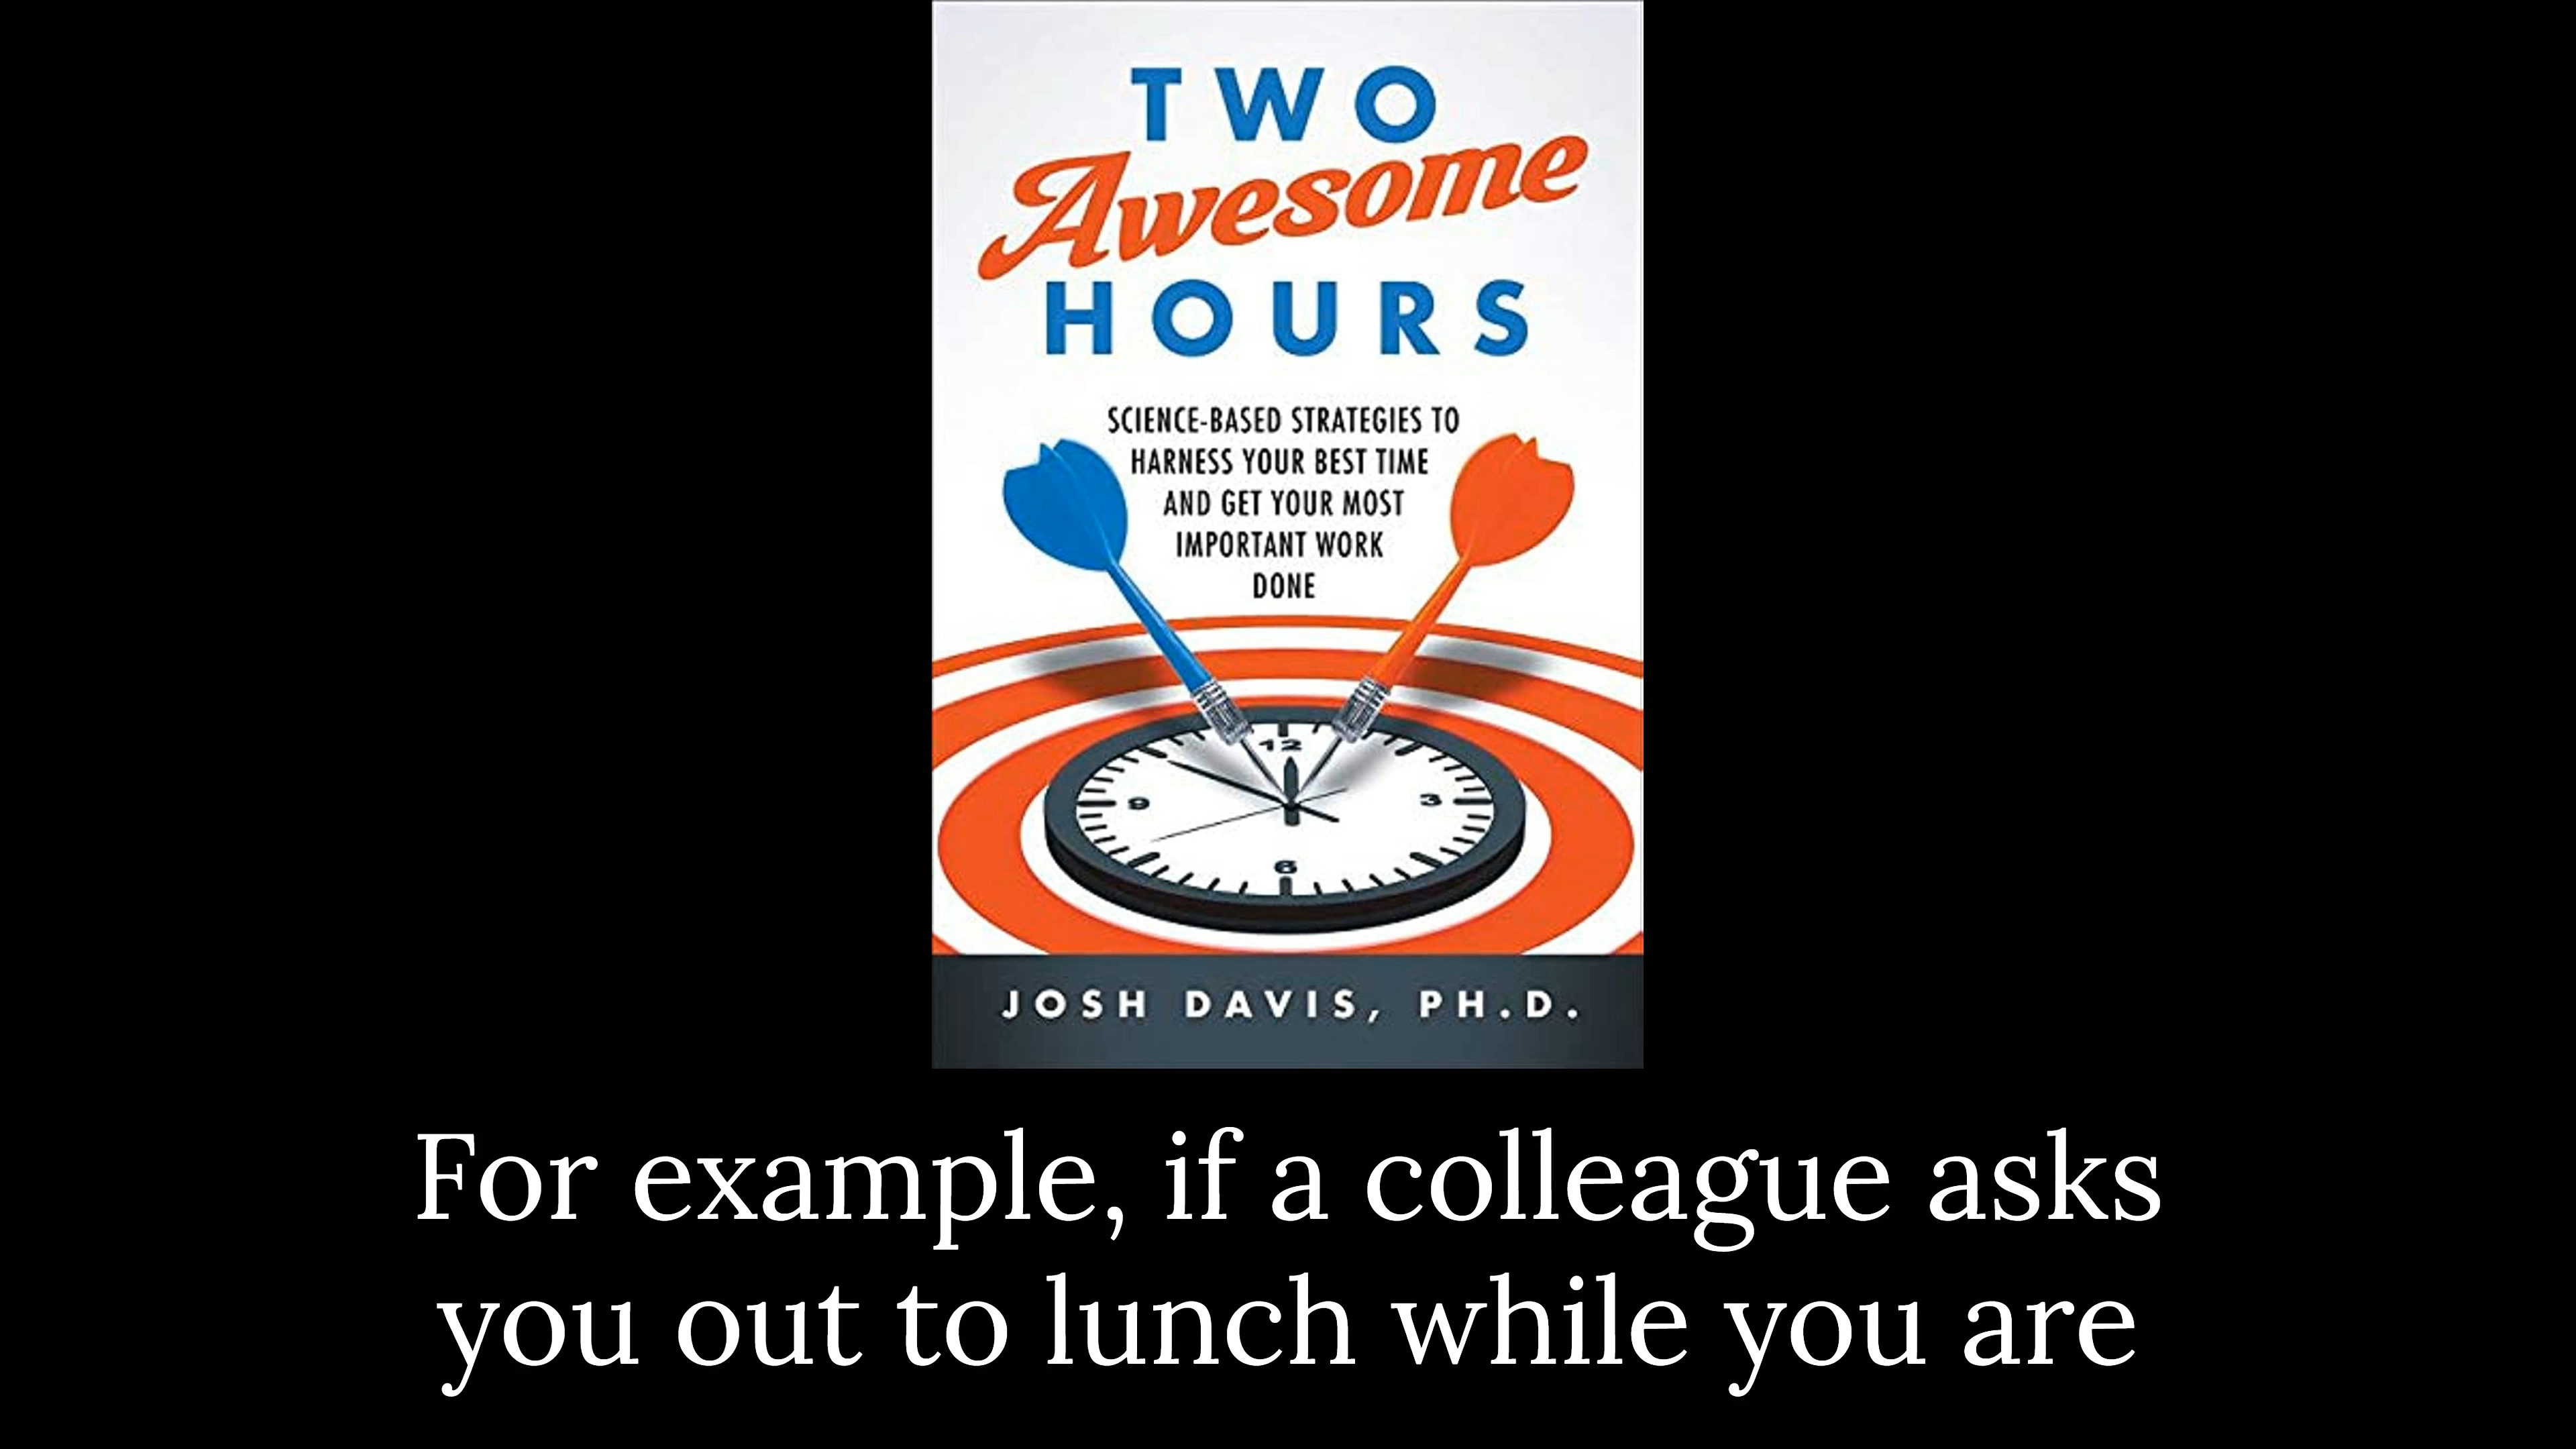 TWO
Awesome
HOURS
SCIENCE-BASED STRATEGIES TO
HARNESS YOUR BEST TIME
AND GET YOUR MOST
IMPORTANT WORK
DONE
12
9
3
6
JOSH DAVIS, PH.D.
For example, if a colleague asks
you out to lunch while you are